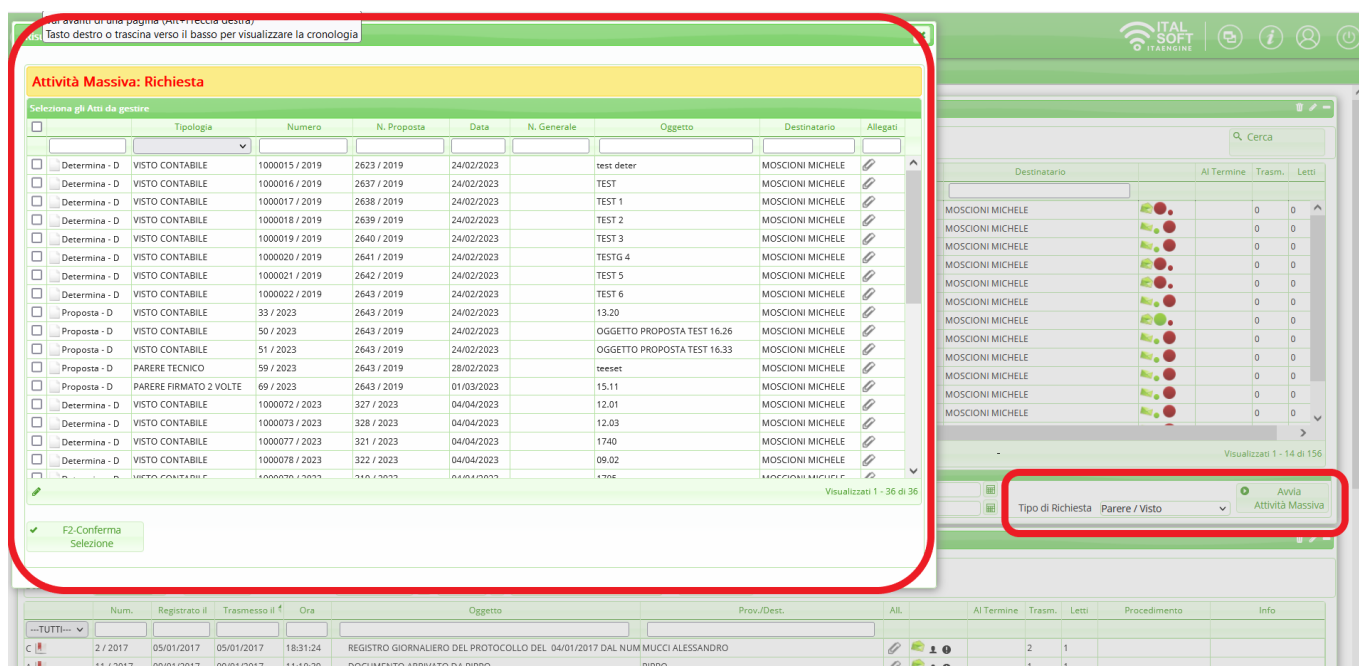 Tasto destro o trascina verso il basso per visualizzare la cronologia
ITAL
SOFT
ITAENGINE
Attività Massiva: Richiesta
Seleziona gli Atti da gestire
Tipologia Numero N. Proposta Data N. Generale Oggetto Destinatario Allegati
Determina - D VISTO CONTABILE 1000015 / 2019 2623 / 2019 24/02/2023 test deter MOSCIONI MICHELE
Determina - D VISTO CONTABILE 1000016 / 2019 2637 / 2019 24/02/2023 TEST MOSCIONI MICHELE
Determina - D VISTO CONTABILE 1000017 / 2019 2638 / 2019 24/02/2023 TEST 1 MOSCIONI MICHELE
Determina - D VISTO CONTABILE 1000018 / 2019 2639 / 2019 24/02/2023 TEST 2 MOSCIONI MICHELE
Determina - D VISTO CONTABILE 1000019 / 2019 2640 / 2019 24/02/2023 TEST 3 MOSCIONI MICHELE
Determina - D VISTO CONTABILE 1000020 / 2019 2641 / 2019 24/02/2023 TESTG 4 MOSCIONI MICHELE
Determina - D VISTO CONTABILE 1000021 / 2019 2642 / 2019 24/02/2023 TEST 5 MOSCIONI MICHELE
Determina - D VISTO CONTABILE 1000022 / 2019 2643 / 2019 24/02/2023 TEST 6 MOSCIONI MICHELE
Proposta - D VISTO CONTABILE 33 / 2023 2643 / 2019 24/02/2023 13.20 MOSCIONI MICHELE
Proposta - D VISTO CONTABILE 50 / 2023 2643 / 2019 24/02/2023 OGGETTO PROPOSTA TEST 16.26 MOSCIONI MICHELE
Proposta - D VISTO CONTABILE 51 / 2023 2643 / 2019 24/02/2023 OGGETTO PROPOSTA TEST 16.33 MOSCIONI MICHELE
Proposta - D PARERE TECNICO 59 / 2023 2643 / 2019 28/02/2023 teeset MOSCIONI MICHELE
Proposta - D PARERE FIRMATO 2 VOLTE 69 / 2023 2643 / 2019 01/03/2023 15.11 MOSCIONI MICHELE
Determina - D VISTO CONTABILE 1000072 / 2023 327 / 2023 04/04/2023 12.01 MOSCIONI MICHELE
Determina - D VISTO CONTABILE 1000073 / 2023 328 / 2023 04/04/2023 12.03 MOSCIONI MICHELE
Determina - D VISTO CONTABILE 1000077 / 2023 321 / 2023 04/04/2023 1740 MOSCIONI MICHELE
Determina - D VISTO CONTABILE 1000078 / 2023 322 / 2023 04/04/2023 09.02 MOSCIONI MICHELE
Visualizzati 1 - 36 di 36
F2-Conferma
Selezione
Cerca
Destinatario Al Termine Trasm. Letti
MOSCIONI MICHELE 0 0
MOSCIONI MICHELE 0 0
MOSCIONI MICHELE 0 0
MOSCIONI MICHELE 0 0
MOSCIONI MICHELE 0 0
MOSCIONI MICHELE 0 0
MOSCIONI MICHELE 0 0
MOSCIONI MICHELE 0 0
MOSCIONI MICHELE 0 0
MOSCIONI MICHELE 0 0
MOSCIONI MICHELE 0 0
MOSCIONI MICHELE 0 0
- Visualizzati 1 - 14 di 156
Tipo di Richiesta Parere / Visto
Avvia
Attività Massiva
Num. Registrato il Trasmesso il Ora Oggetto Prov./Dest. All. Al Termine Trasm. Letti Procedimento Info
---TUTTI---
C 2 / 2017 05/01/2017 05/01/2017 18:31:24 REGISTRO GIORNALIERO DEL PROTOCOLLO DEL 04/01/2017 DAL NUM MUCCI ALESSANDRO 2 1